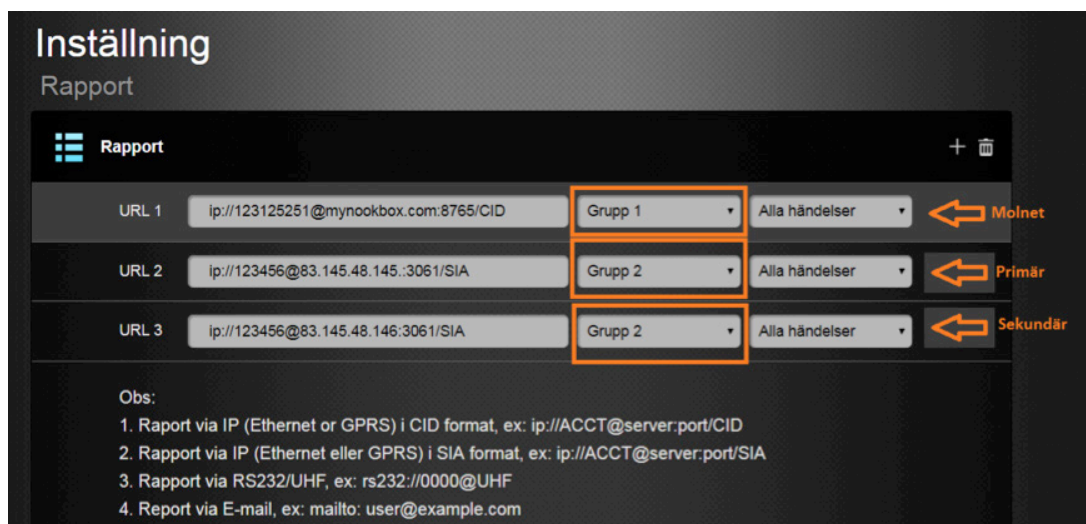 Inställning
Rapport
Rapport
URL 1 ip://123125251@mynookbox.com:8765/CID Grupp 1 Alla händelser Molnet
URL 2 ip://123456@83.145.48.145.:3061/SIA Grupp 2 Alla händelser Primär
URL 3 ip://123456@83.145.48.146:3061/SIA Grupp 2 Alla händelser Sekundär
Obs:
1. Raport via IP (Ethernet or GPRS) i CID format, ex: ip://ACCT@server:port/CID
2. Rapport via IP (Ethernet eller GPRS) i SIA format, ex: ip://ACCT@server:port/SIA
3. Rapport via RS232/UHF, ex: rs232://0000@UHF
4. Report via E-mail, ex: mailto: user@example.com